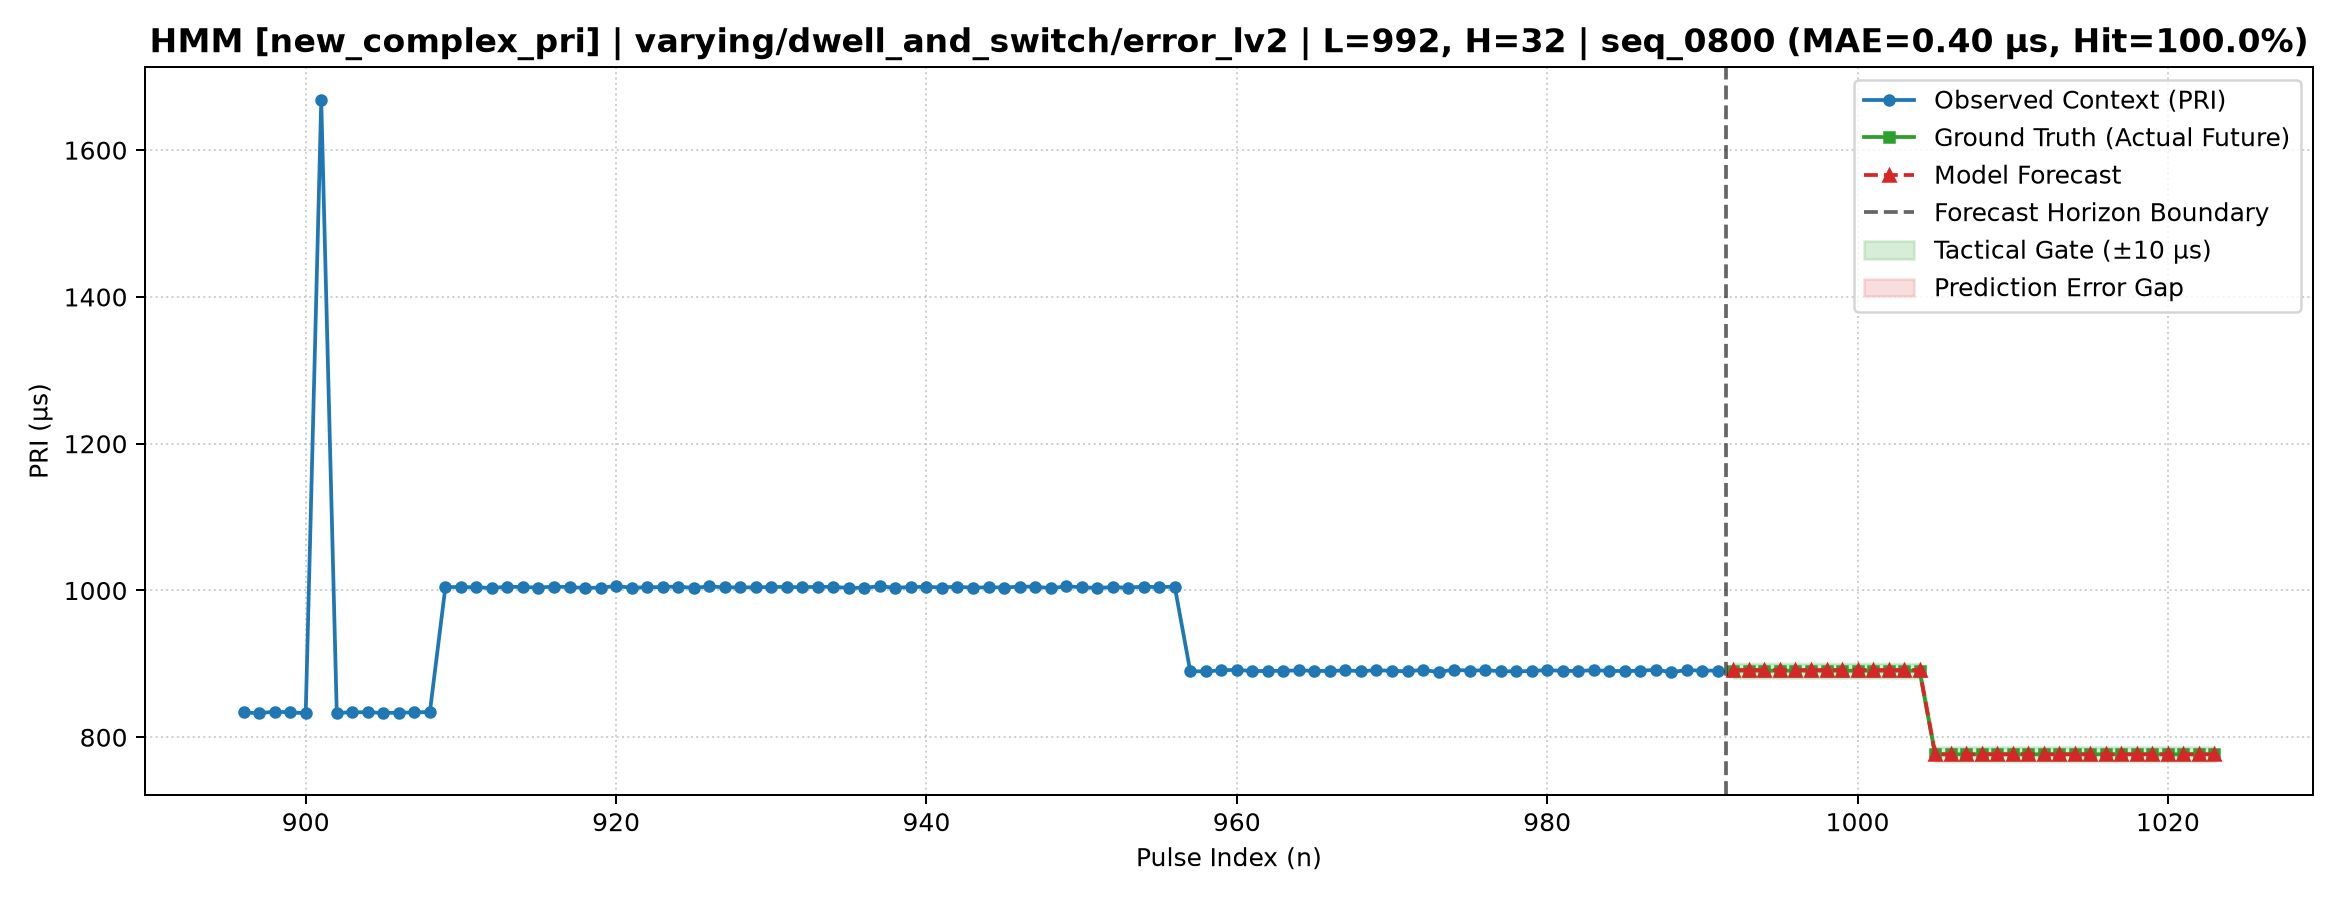 HMM [new_complex_pri] | varying/dwell_and_switch/error_lv2 | L=992, H=32 | seq_0800 (MAE=0.40 µs, Hit=100.0%)
Observed Context (PRI)
Ground Truth (Actual Future)
Model Forecast
Forecast Horizon Boundary
Tactical Gate (±10 µs)
Prediction Error Gap
PRI (µs)
1600
1400
1200
1000
800
900 920 940 960 980 1000 1020
Pulse Index (n)